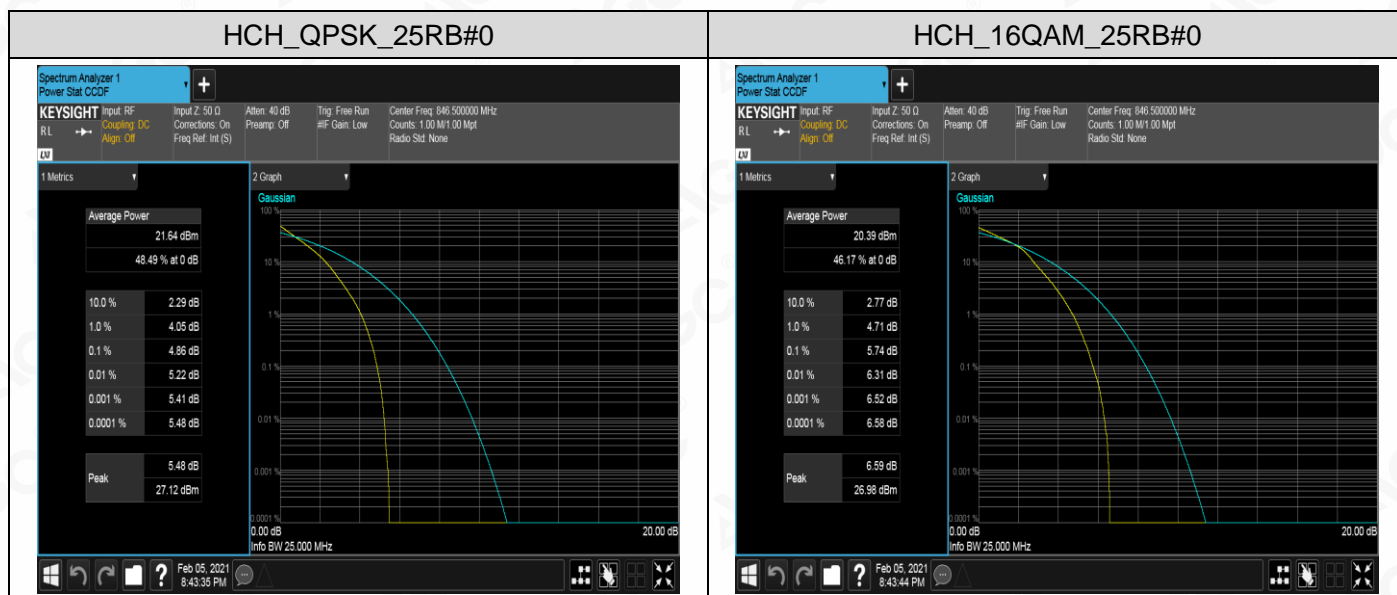 HCH_QPSK_25RB#0
Spectrum Analyzer 1
Power Stat CCDF
+
KEYSIGHT
RL
LXI
Input: RF
Coupling: DC
Align: Off
Input Z: 50 Ω
Corrections: On
Freq Ref: Int (S)
Atten: 40 dB
Preamp: Off
Trig: Free Run
#IF Gain: Low
Center Freq: 846.500000 MHz
Counts: 1.00 M/1.00 Mpt
Radio Std: None
1 Metrics
Average Power
21.64 dBm
48.49 % at 0 dB
10.0 % 2.29 dB
1.0 % 4.05 dB
0.1 % 4.86 dB
0.01 % 5.22 dB
0.001 % 5.41 dB
0.0001 % 5.48 dB
Peak
5.48 dB
27.12 dBm
2 Graph
Gaussian
100 %
10 %
1 %
0.1 %
0.01 %
0.001 %
0.0001 %
0.00 dB 20.00 dB
Info BW 25.000 MHz
?
Feb 05, 2021
8:43:35 PM
HCH_16QAM_25RB#0
Spectrum Analyzer 1
Power Stat CCDF
+
KEYSIGHT
RL
LXI
Input: RF
Coupling: DC
Align: Off
Input Z: 50 Ω
Corrections: On
Freq Ref: Int (S)
Atten: 40 dB
Preamp: Off
Trig: Free Run
#IF Gain: Low
Center Freq: 846.500000 MHz
Counts: 1.00 M/1.00 Mpt
Radio Std: None
1 Metrics
Average Power
20.39 dBm
46.17 % at 0 dB
10.0 % 2.77 dB
1.0 % 4.71 dB
0.1 % 5.74 dB
0.01 % 6.31 dB
0.001 % 6.52 dB
0.0001 % 6.58 dB
Peak
6.59 dB
26.98 dBm
2 Graph
Gaussian
100 %
10 %
1 %
0.1 %
0.01 %
0.001 %
0.0001 %
0.00 dB 20.00 dB
Info BW 25.000 MHz
?
Feb 05, 2021
8:43:44 PM